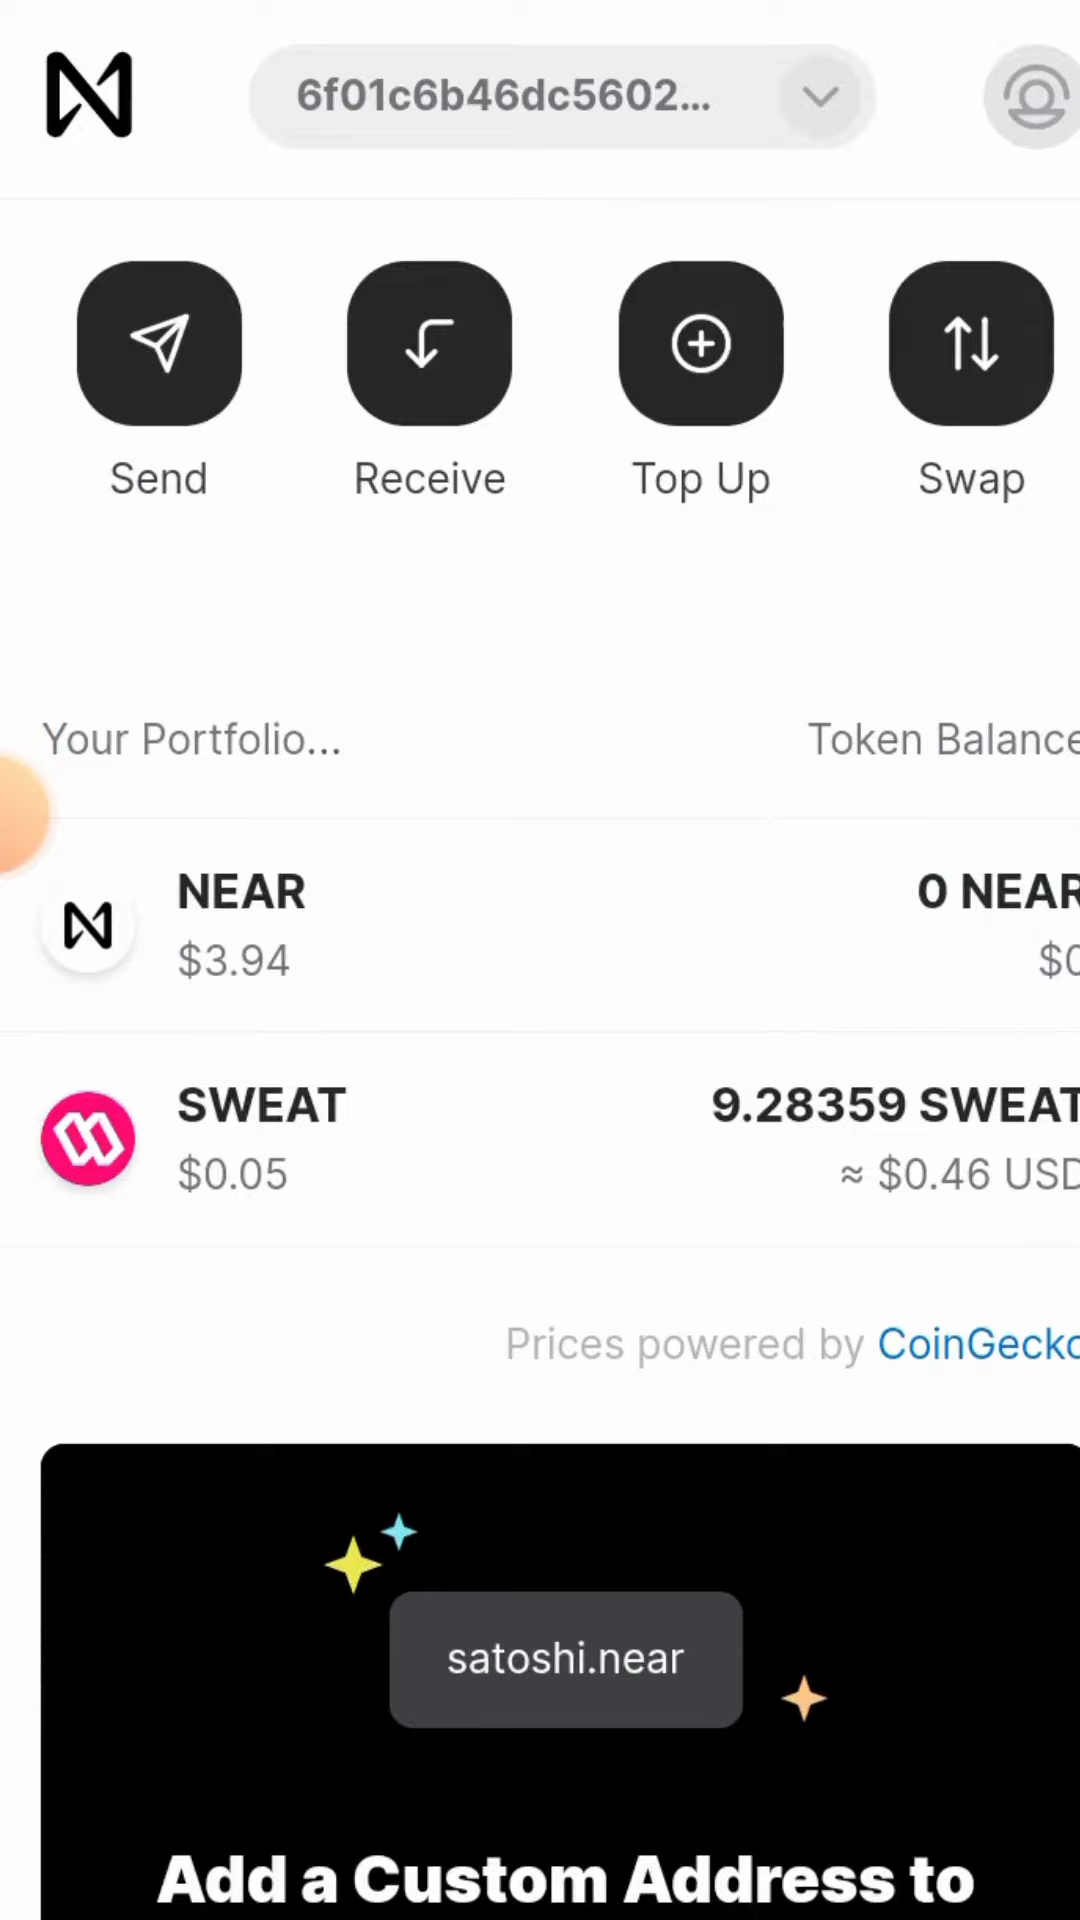 6f01c6b46dc5602...
Send Receive Top Up Swap
Your Portfolio... Token Balance
NEAR 0 NEAR
$3.94 $0
SWEAT 9.28359 SWEAT
$0.05 ≈ $0.46 USD
Prices powered by CoinGecko
satoshi.near
Add a Custom Address to